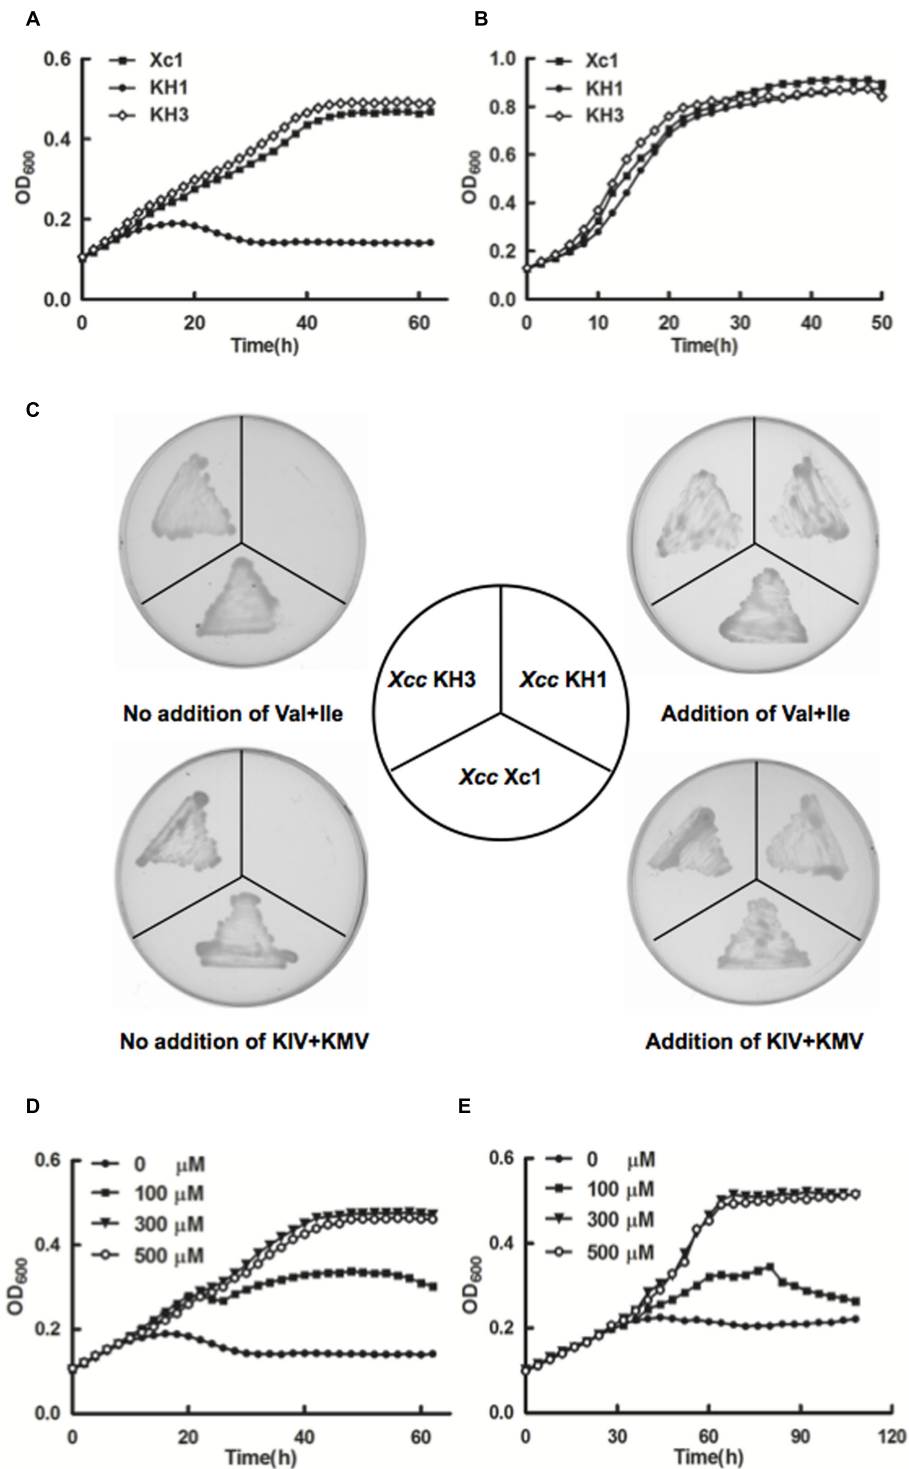 A
B
0.6
0.4
0.2
0.0
OD600
Xc1
KH1
KH3
0
20
40
60
Time(h)
1.0
0.8
0.6
0.4
0.2
0.0
OD600
Xc1
KH1
KH3
0
10
20
30
40
50
Time(h)
C
No addition of Val+Ile
Addition of Val+Ile
Xcc KH3
Xcc KH1
Xcc Xc1
No addition of KIV+KMV
Addition of KIV+KMV
D
E
0.6
0.4
0.2
0.0
OD600
0 μM
100 μM
300 μM
500 μM
0
20
40
60
Time(h)
0.6
0.4
0.2
0.0
OD600
0 μM
100 μM
300 μM
500 μM
0
30
60
90
120
Time(h)